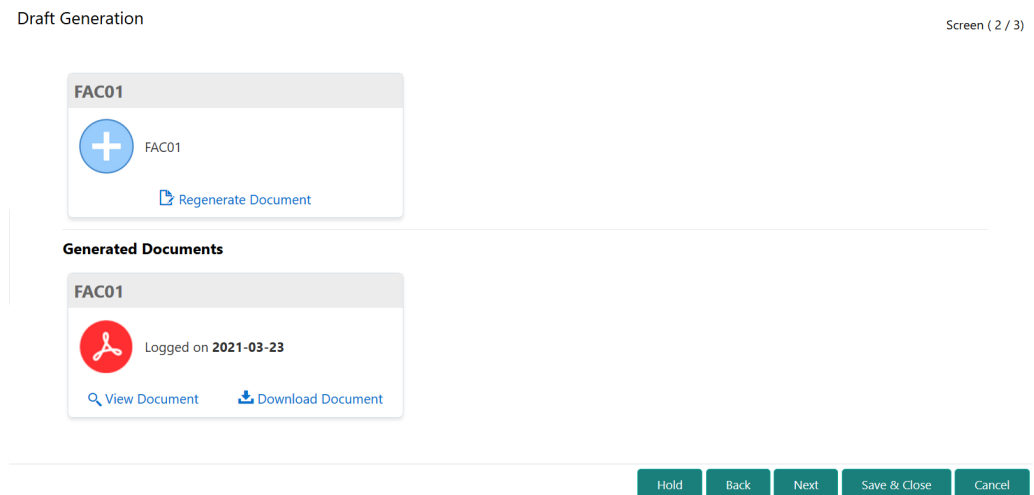 Draft Generation
Screen ( 2 / 3)
FAC01
FAC01
Regenerate Document
Generated Documents
FAC01
Logged on 2021-03-23
View Document Download Document
Hold Back Next Save & Close Cancel